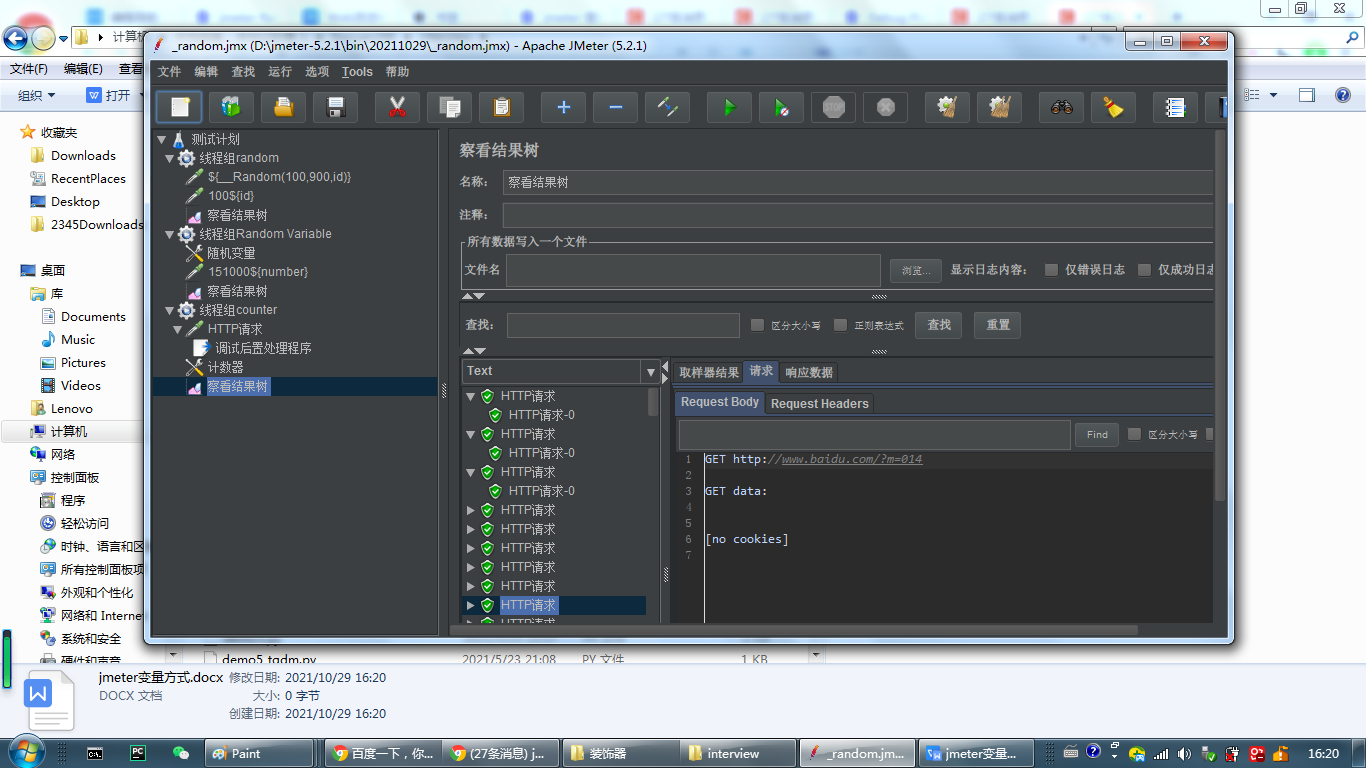 计算机
_random.jmx (D:\jmeter-5.2.1\bin\20211029\_random.jmx) - Apache JMeter (5.2.1)
文件(F) 编辑(E) 查看
文件 编辑 查找 运行 选项 Tools 帮助
组织 打开
STOP
收藏夹
Downloads
RecentPlaces
Desktop
2345Downloads
桌面
库
Documents
Music
Pictures
Videos
Lenovo
计算机
网络
控制面板
程序
轻松访问
时钟、语言和区
所有控制面板项
外观和个性化
网络和 Interne
系统和安全
硬件和声音
测试计划
线程组random
${__Random(100,900,id)}
100${id}
察看结果树
线程组Random Variable
随机变量
151000${number}
察看结果树
线程组counter
HTTP请求
调试后置处理程序
计数器
察看结果树
察看结果树
名称: 察看结果树
注释:
所有数据写入一个文件
文件名 浏览... 显示日志内容: 仅错误日志 仅成功日志
查找: 区分大小写 正则表达式 查找 重置
Text
HTTP请求
HTTP请求-0
HTTP请求
HTTP请求-0
HTTP请求
HTTP请求-0
HTTP请求
HTTP请求
HTTP请求
HTTP请求
HTTP请求
HTTP请求
HTTP请求
取样器结果 请求 响应数据
Request Body Request Headers
Find 区分大小写
1 GET http://www.baidu.com/?m=014
2
3 GET data:
4
5
6 [no cookies]
7
demo5_tqdm.py 2021/5/23 21:08 PY 文件 1 KB
jmeter变量方式.docx 修改日期: 2021/10/29 16:20
DOCX 文档 大小: 0 字节
创建日期: 2021/10/29 16:20
Paint 百度一下，你... (27条消息) j... 装饰器 interview _random.jm... jmeter变量... 16:20